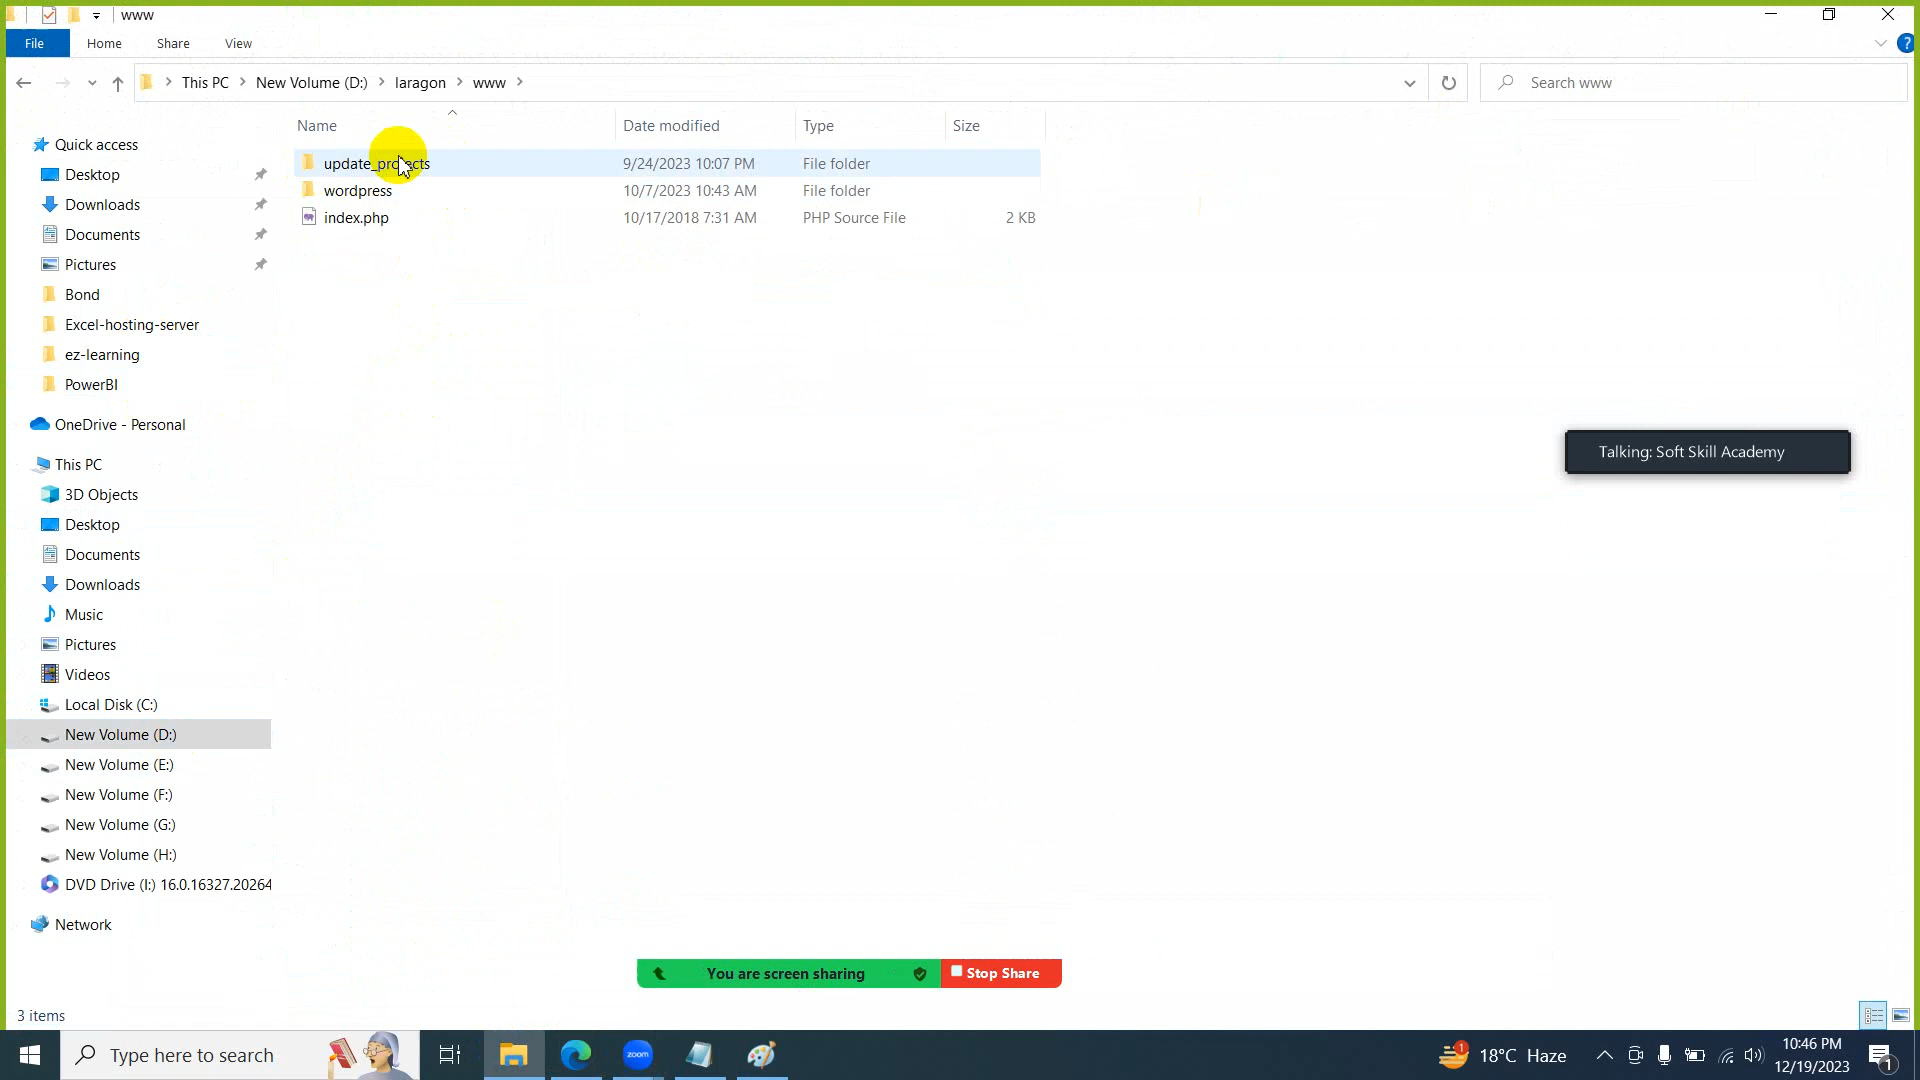 www
File Home Share View
This PC New Volume (D:) laragon www
Search www
Name Date modified Type Size
update_projects 9/24/2023 10:07 PM File folder
wordpress 10/7/2023 10:43 AM File folder
index.php 10/17/2018 7:31 AM PHP Source File 2 KB
Quick access
Desktop
Downloads
Documents
Pictures
Bond
Excel-hosting-server
ez-learning
PowerBI
OneDrive - Personal
This PC
3D Objects
Desktop
Documents
Downloads
Music
Pictures
Videos
Local Disk (C:)
New Volume (D:)
New Volume (E:)
New Volume (F:)
New Volume (G:)
New Volume (H:)
DVD Drive (I:) 16.0.16327.20264
Network
Talking: Soft Skill Academy
You are screen sharing Stop Share
3 items
Type here to search
zoom
1
18°C Haze
10:46 PM
12/19/2023
1